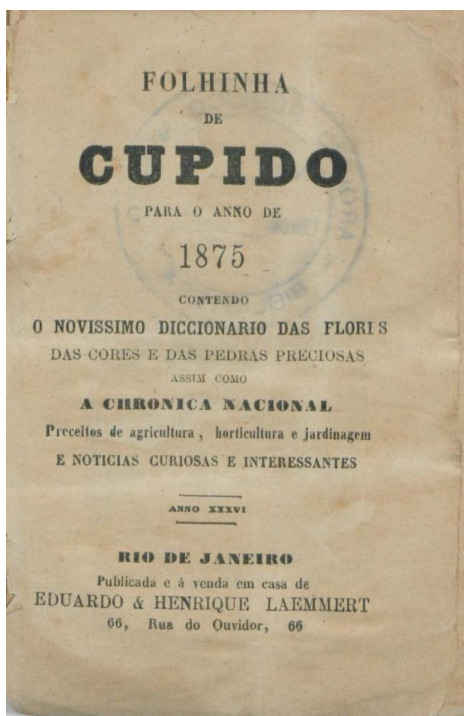 FOLHINHA
DE
CUPIDO
PARA O ANNO DE
1875
CONTENDO
O NOVISSIMO DICCIONARIO DAS FLORES
DAS CORES E DAS PEDRAS PRECIOSAS
ASSIM COMO
A CHRONICA NACIONAL
Preceitos de agricultura, horticultura e jardinagem
E NOTICIAS CURIOSAS E INTERESSANTES
ANNO XXXVI
RIO DE JANEIRO
Publicada e á venda em casa de
EDUARDO & HENRIQUE LAEMMERT
66, Rua do Ouvidor, 66